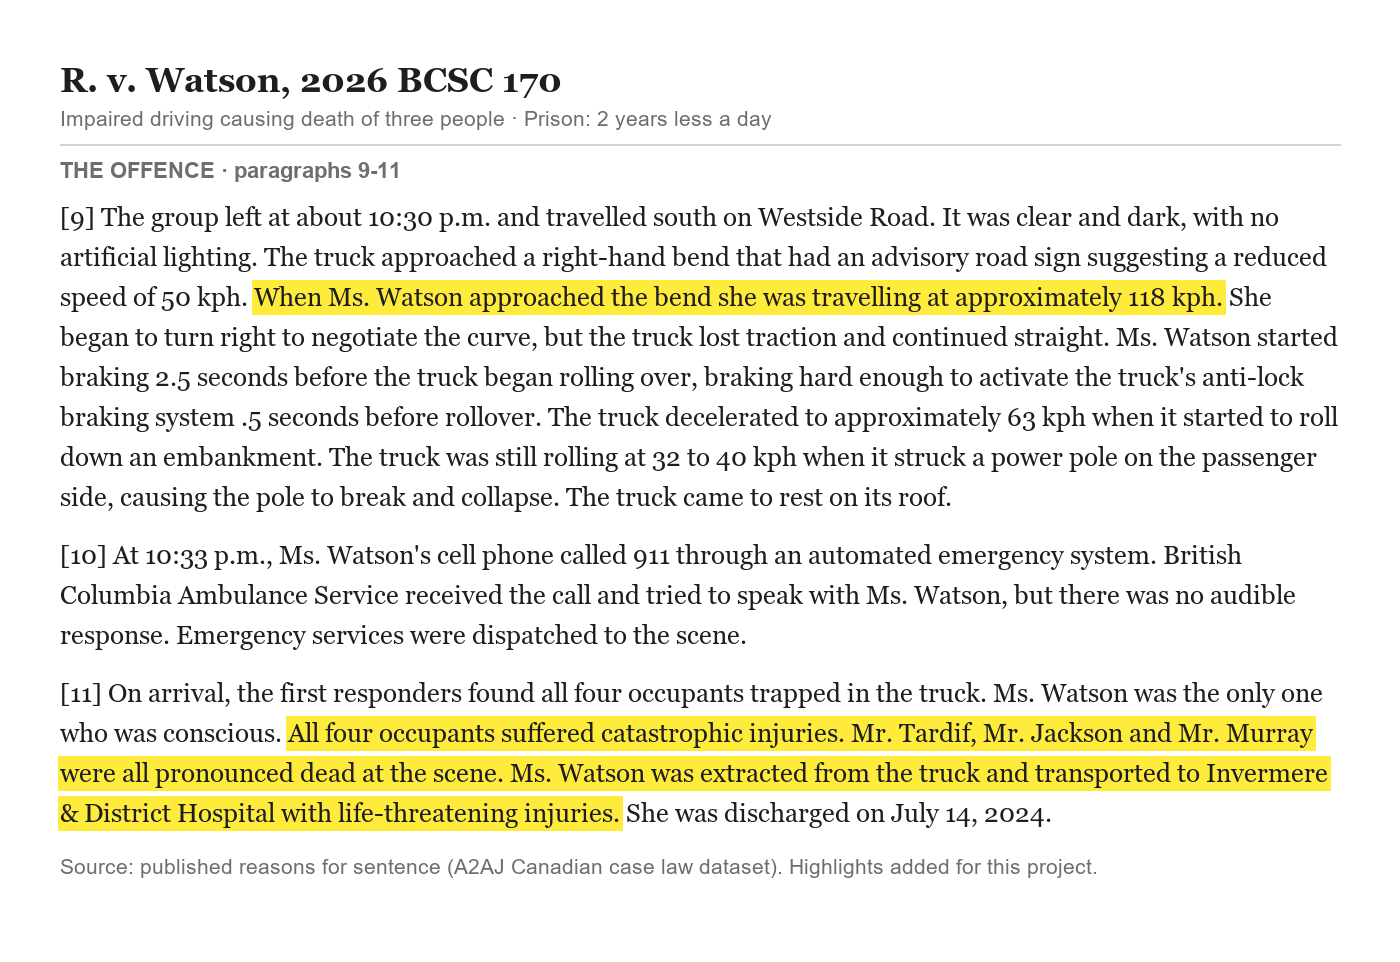 R. v. Watson, 2026 BCSC 170
Impaired driving causing death of three people · Prison: 2 years less a day
THE OFFENCE · paragraphs 9-11
[9] The group left at about 10:30 p.m. and travelled south on Westside Road. It was clear and dark, with no
artificial lighting. The truck approached a right-hand bend that had an advisory road sign suggesting a reduced
speed of 50 kph. When Ms. Watson approached the bend she was travelling at approximately 118 kph. She
began to turn right to negotiate the curve, but the truck lost traction and continued straight. Ms. Watson started
braking 2.5 seconds before the truck began rolling over, braking hard enough to activate the truck's anti-lock
braking system .5 seconds before rollover. The truck decelerated to approximately 63 kph when it started to roll
down an embankment. The truck was still rolling at 32 to 40 kph when it struck a power pole on the passenger
side, causing the pole to break and collapse. The truck came to rest on its roof.
[10] At 10:33 p.m., Ms. Watson's cell phone called 911 through an automated emergency system. British
Columbia Ambulance Service received the call and tried to speak with Ms. Watson, but there was no audible
response. Emergency services were dispatched to the scene.
[11] On arrival, the first responders found all four occupants trapped in the truck. Ms. Watson was the only one
who was conscious. All four occupants suffered catastrophic injuries. Mr. Tardif, Mr. Jackson and Mr. Murray
were all pronounced dead at the scene. Ms. Watson was extracted from the truck and transported to Invermere
& District Hospital with life-threatening injuries. She was discharged on July 14, 2024.
Source: published reasons for sentence (A2AJ Canadian case law dataset). Highlights added for this project.